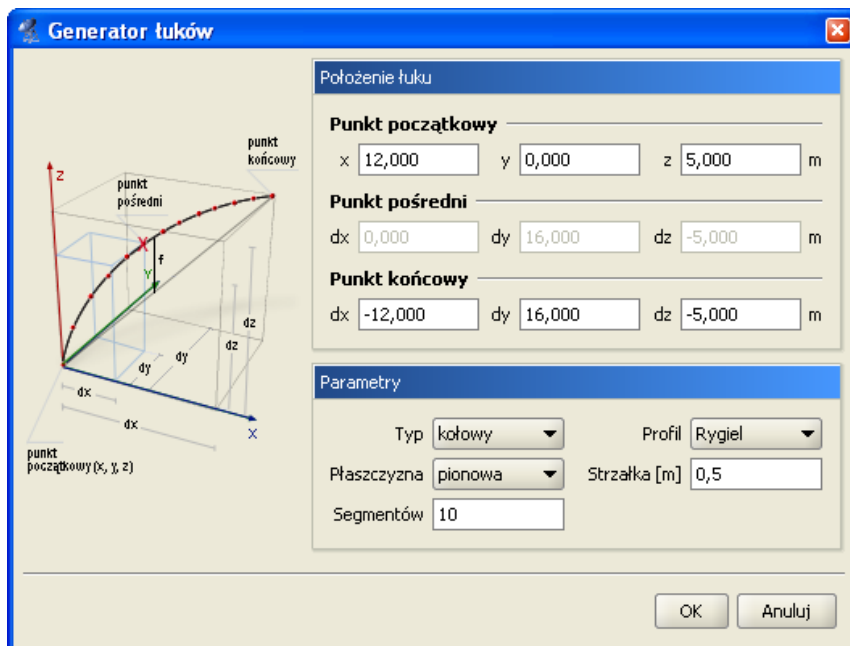 Generator łuków
Położenie łuku
Punkt początkowy
x 12,000 y 0,000 z 5,000 m
Punkt pośredni
dx 0,000 dy 16,000 dz -5,000 m
Punkt końcowy
dx -12,000 dy 16,000 dz -5,000 m
Parametry
Typ kołowy Profil Rygiel
Płaszczyzna pionowa Strzałka [m] 0,5
Segmentów 10
OK Anuluj
punkt
końcowy
z
punkt
pośredni
X
f
Y
dz
dz
dy
dy
dx
dx
X
punkt
początkowy (x, y, z)